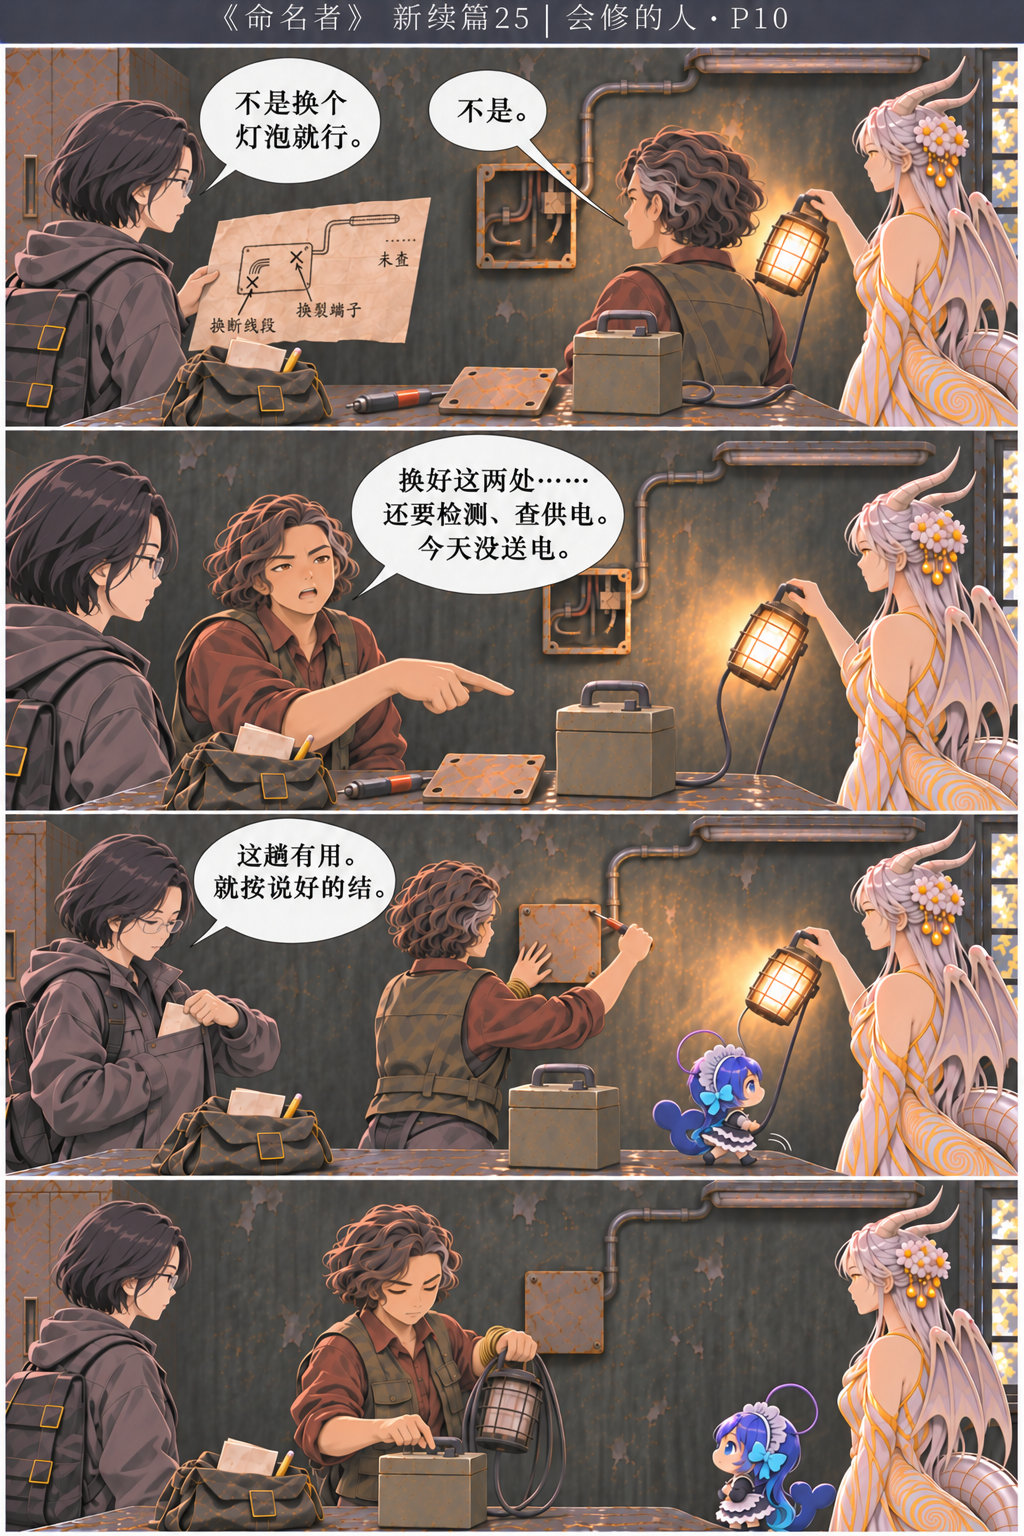 《命名者》 新续篇25 | 会修的人·P10
不是换个
灯泡就行。
不是。
……
未查
换裂端子
换断线段
换好这两处……
还要检测、查供电。
今天没送电。
这趟有用。
就按说好的结。